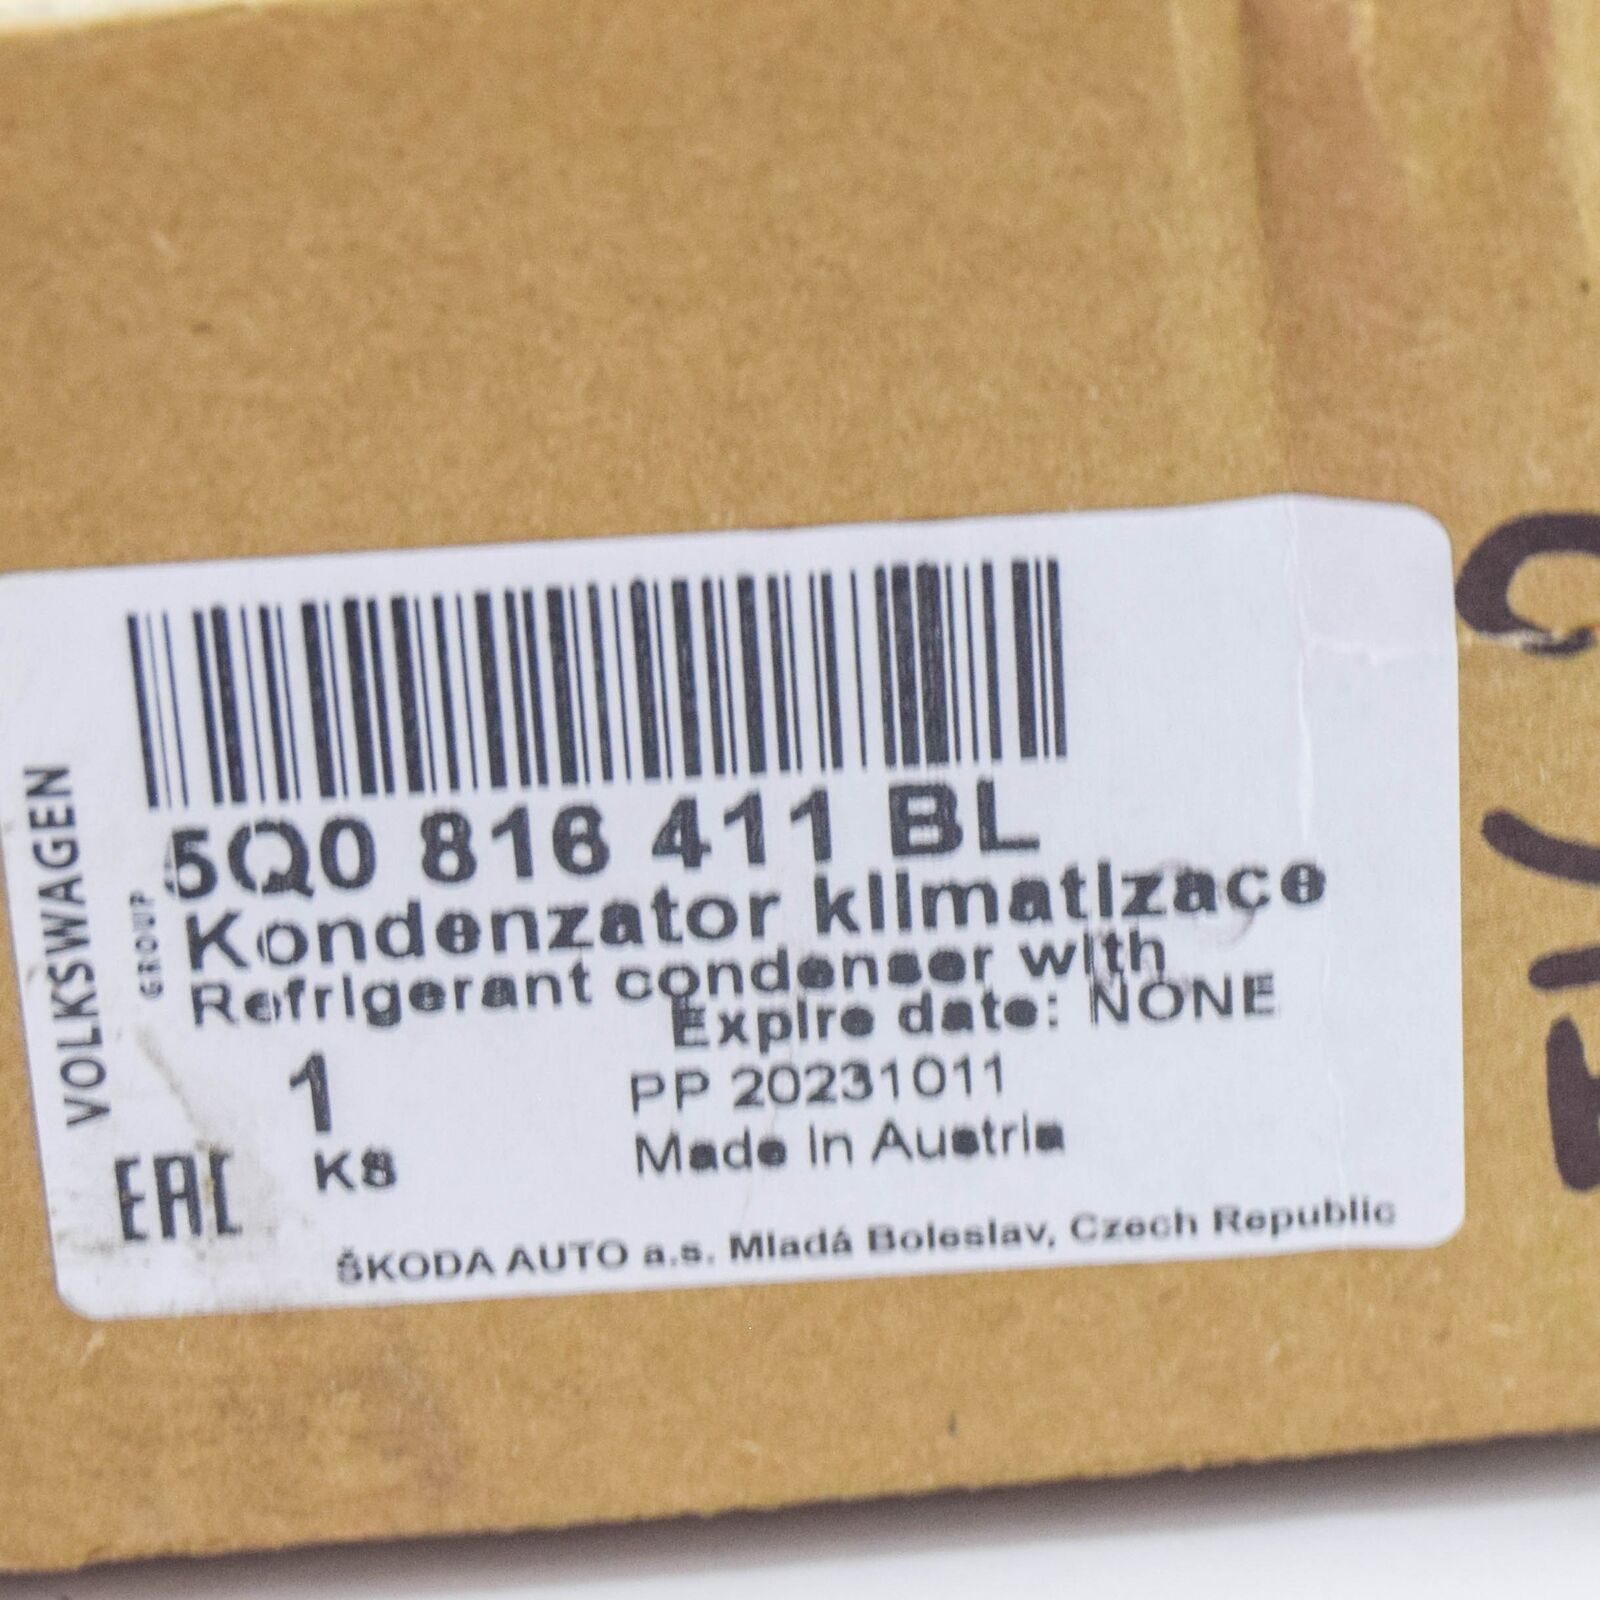 VOLKSWAGEN
GROUP
5Q0 816 411 BL
Kondenzator klimatizace
Refrigerant condenser with
Expire date: NONE
1
PP 20231011
KS
Made in Austria
EAC
ŠKODA AUTO a.s. Mladá Boleslav, Czech Republic